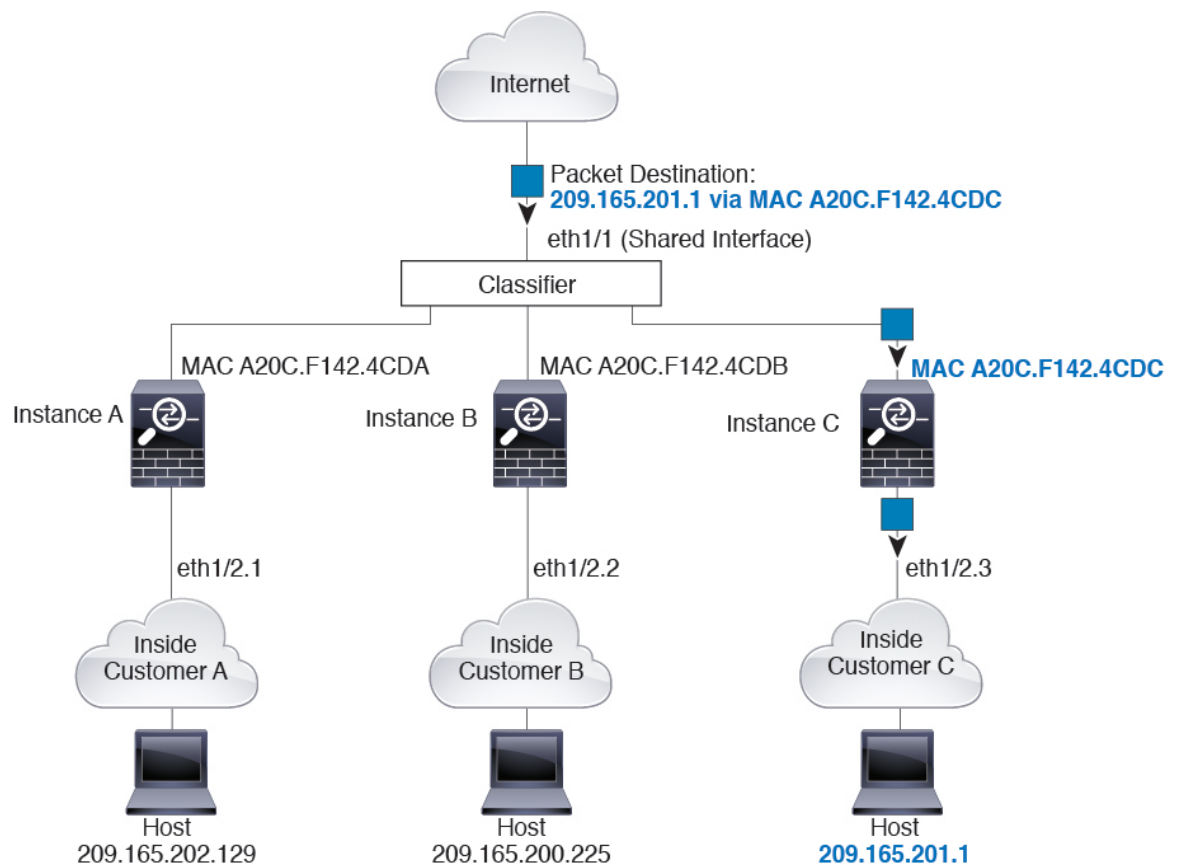 Internet
Packet Destination:
209.165.201.1 via MAC A20C.F142.4CDC
eth1/1 (Shared Interface)
Classifier
MAC A20C.F142.4CDA
MAC A20C.F142.4CDB
MAC A20C.F142.4CDC
Instance A
Instance B
Instance C
eth1/2.1
eth1/2.2
eth1/2.3
Inside
Customer A
Inside
Customer B
Inside
Customer C
Host
209.165.202.129
Host
209.165.200.225
Host
209.165.201.1